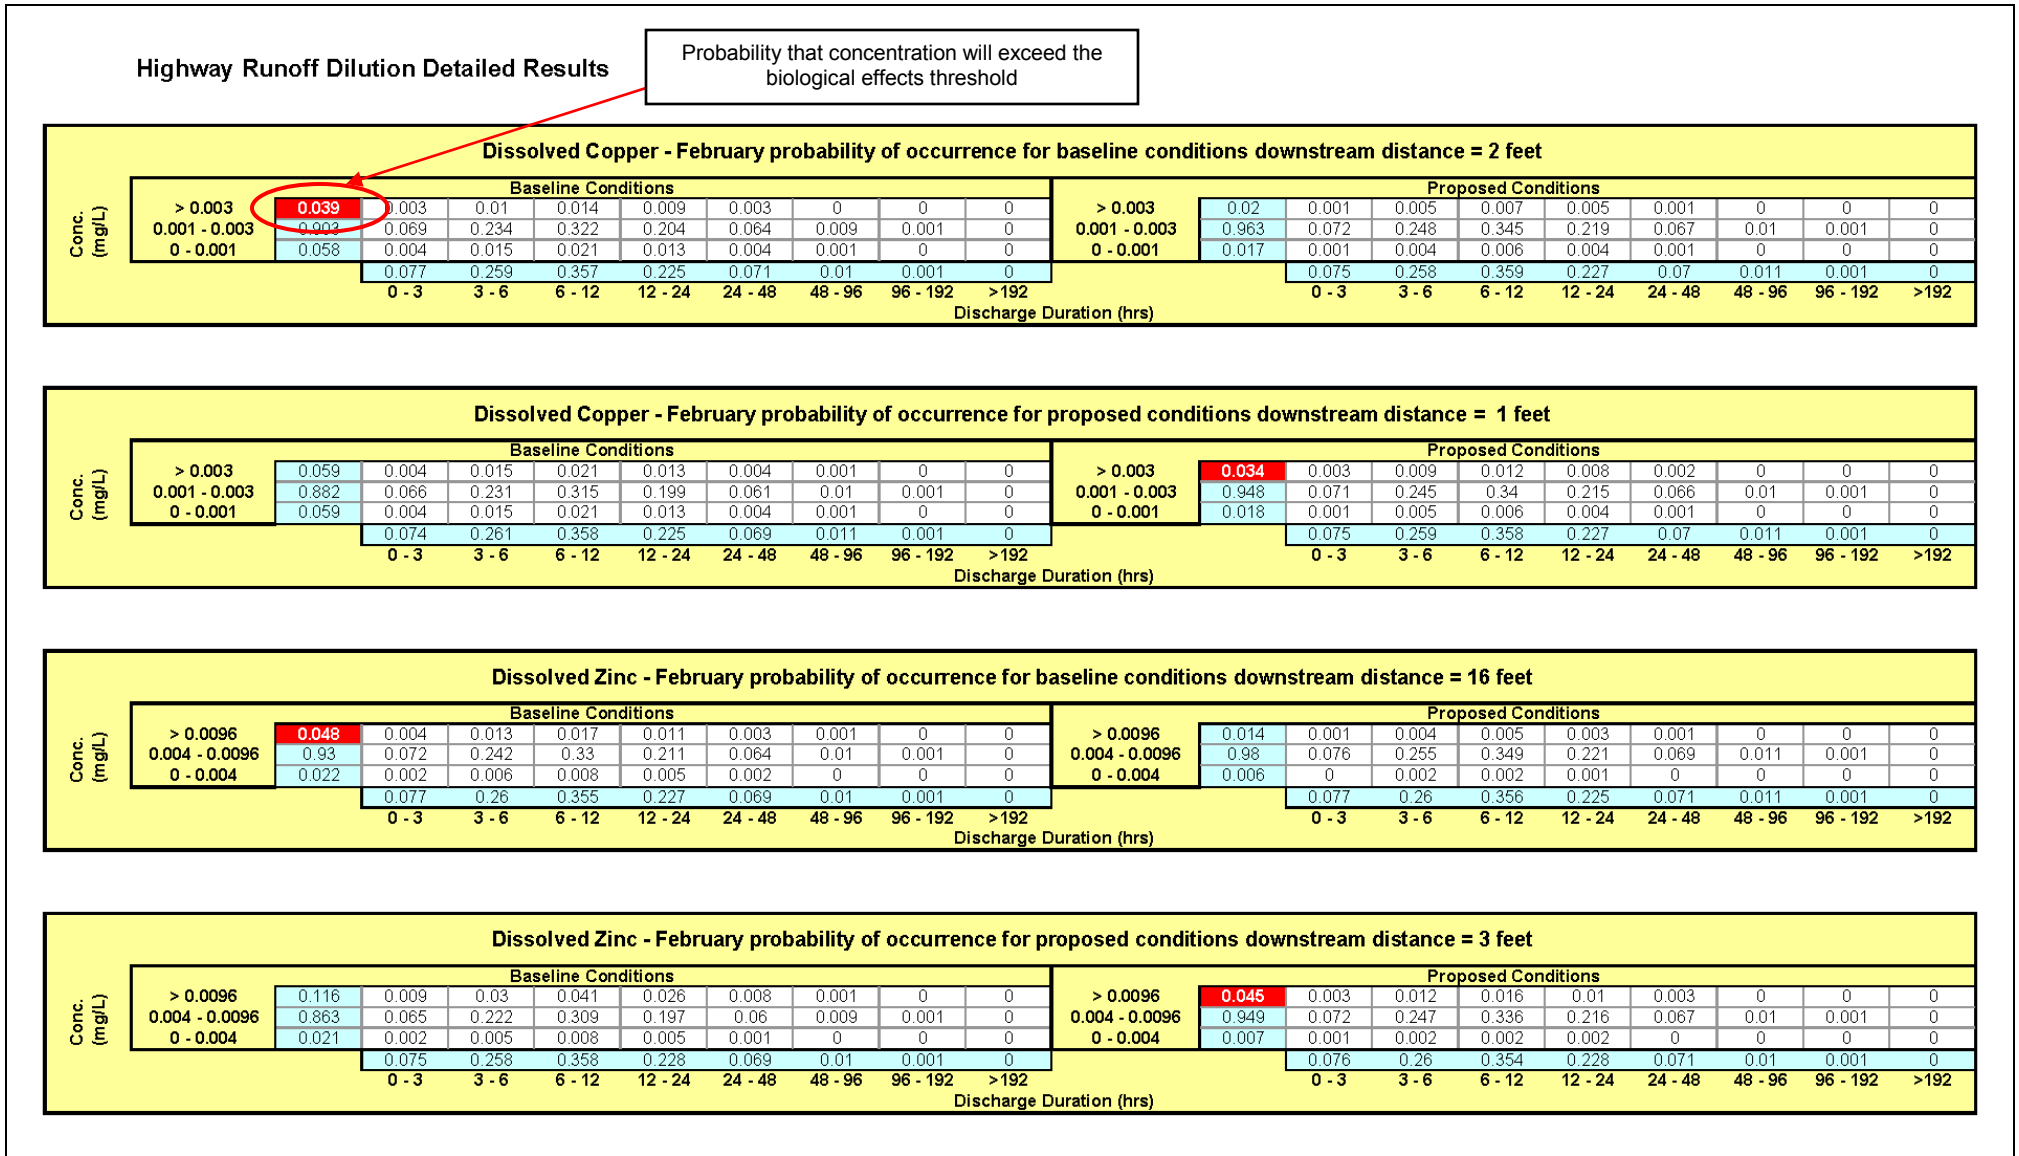 Highway Runoff Dilution Detailed Results
Probability that concentration will exceed the
biological effects threshold
Dissolved Copper - February probability of occurrence for baseline conditions downstream distance = 2 feet
Baseline Conditions Proposed Conditions
Conc.
(mg/L)
> 0.003 0.039 0.003 0.01 0.014 0.009 0.003 0 0 0 > 0.003 0.02 0.001 0.005 0.007 0.005 0.001 0 0 0
0.001 - 0.003 0.903 0.069 0.234 0.322 0.204 0.064 0.009 0.001 0 0.001 - 0.003 0.963 0.072 0.248 0.345 0.219 0.067 0.01 0.001 0
0 - 0.001 0.058 0.004 0.015 0.021 0.013 0.004 0.001 0 0 0 - 0.001 0.017 0.001 0.004 0.006 0.004 0.001 0 0 0
0.077 0.259 0.357 0.225 0.071 0.01 0.001 0 0.075 0.258 0.359 0.227 0.07 0.011 0.001 0
0 - 3 3 - 6 6 - 12 12 - 24 24 - 48 48 - 96 96 - 192 >192 0 - 3 3 - 6 6 - 12 12 - 24 24 - 48 48 - 96 96 - 192 >192
Discharge Duration (hrs)
Dissolved Copper - February probability of occurrence for proposed conditions downstream distance = 1 feet
Baseline Conditions Proposed Conditions
Conc.
(mg/L)
> 0.003 0.059 0.004 0.015 0.021 0.013 0.004 0.001 0 0 > 0.003 0.034 0.003 0.009 0.012 0.008 0.002 0 0 0
0.001 - 0.003 0.882 0.066 0.231 0.315 0.199 0.061 0.01 0.001 0 0.001 - 0.003 0.948 0.071 0.245 0.34 0.215 0.066 0.01 0.001 0
0 - 0.001 0.059 0.004 0.015 0.021 0.013 0.004 0.001 0 0 0 - 0.001 0.018 0.001 0.005 0.006 0.004 0.001 0 0 0
0.074 0.261 0.358 0.225 0.069 0.011 0.001 0 0.075 0.259 0.358 0.227 0.07 0.011 0.001 0
0 - 3 3 - 6 6 - 12 12 - 24 24 - 48 48 - 96 96 - 192 >192 0 - 3 3 - 6 6 - 12 12 - 24 24 - 48 48 - 96 96 - 192 >192
Discharge Duration (hrs)
Dissolved Zinc - February probability of occurrence for baseline conditions downstream distance = 16 feet
Baseline Conditions Proposed Conditions
Conc.
(mg/L)
> 0.0096 0.048 0.004 0.013 0.017 0.011 0.003 0.001 0 0 > 0.0096 0.014 0.001 0.004 0.005 0.003 0.001 0 0 0
0.004 - 0.0096 0.93 0.072 0.242 0.33 0.211 0.064 0.01 0.001 0 0.004 - 0.0096 0.98 0.076 0.255 0.349 0.221 0.069 0.011 0.001 0
0 - 0.004 0.022 0.002 0.006 0.008 0.005 0.002 0 0 0 0 - 0.004 0.006 0 0.002 0.002 0.001 0 0 0 0
0.077 0.26 0.355 0.227 0.069 0.01 0.001 0 0.077 0.26 0.356 0.225 0.071 0.011 0.001 0
0 - 3 3 - 6 6 - 12 12 - 24 24 - 48 48 - 96 96 - 192 >192 0 - 3 3 - 6 6 - 12 12 - 24 24 - 48 48 - 96 96 - 192 >192
Discharge Duration (hrs)
Dissolved Zinc - February probability of occurrence for proposed conditions downstream distance = 3 feet
Baseline Conditions Proposed Conditions
Conc.
(mg/L)
> 0.0096 0.116 0.009 0.03 0.041 0.026 0.008 0.001 0 0 > 0.0096 0.045 0.003 0.012 0.016 0.01 0.003 0 0 0
0.004 - 0.0096 0.863 0.065 0.222 0.309 0.197 0.06 0.009 0.001 0 0.004 - 0.0096 0.949 0.072 0.247 0.336 0.216 0.067 0.01 0.001 0
0 - 0.004 0.021 0.002 0.005 0.008 0.005 0.001 0 0 0 0 - 0.004 0.007 0.001 0.002 0.002 0.002 0 0 0 0
0.075 0.258 0.358 0.228 0.069 0.01 0.001 0 0.076 0.26 0.354 0.228 0.071 0.01 0.001 0
0 - 3 3 - 6 6 - 12 12 - 24 24 - 48 48 - 96 96 - 192 >192 0 - 3 3 - 6 6 - 12 12 - 24 24 - 48 48 - 96 96 - 192 >192
Discharge Duration (hrs)